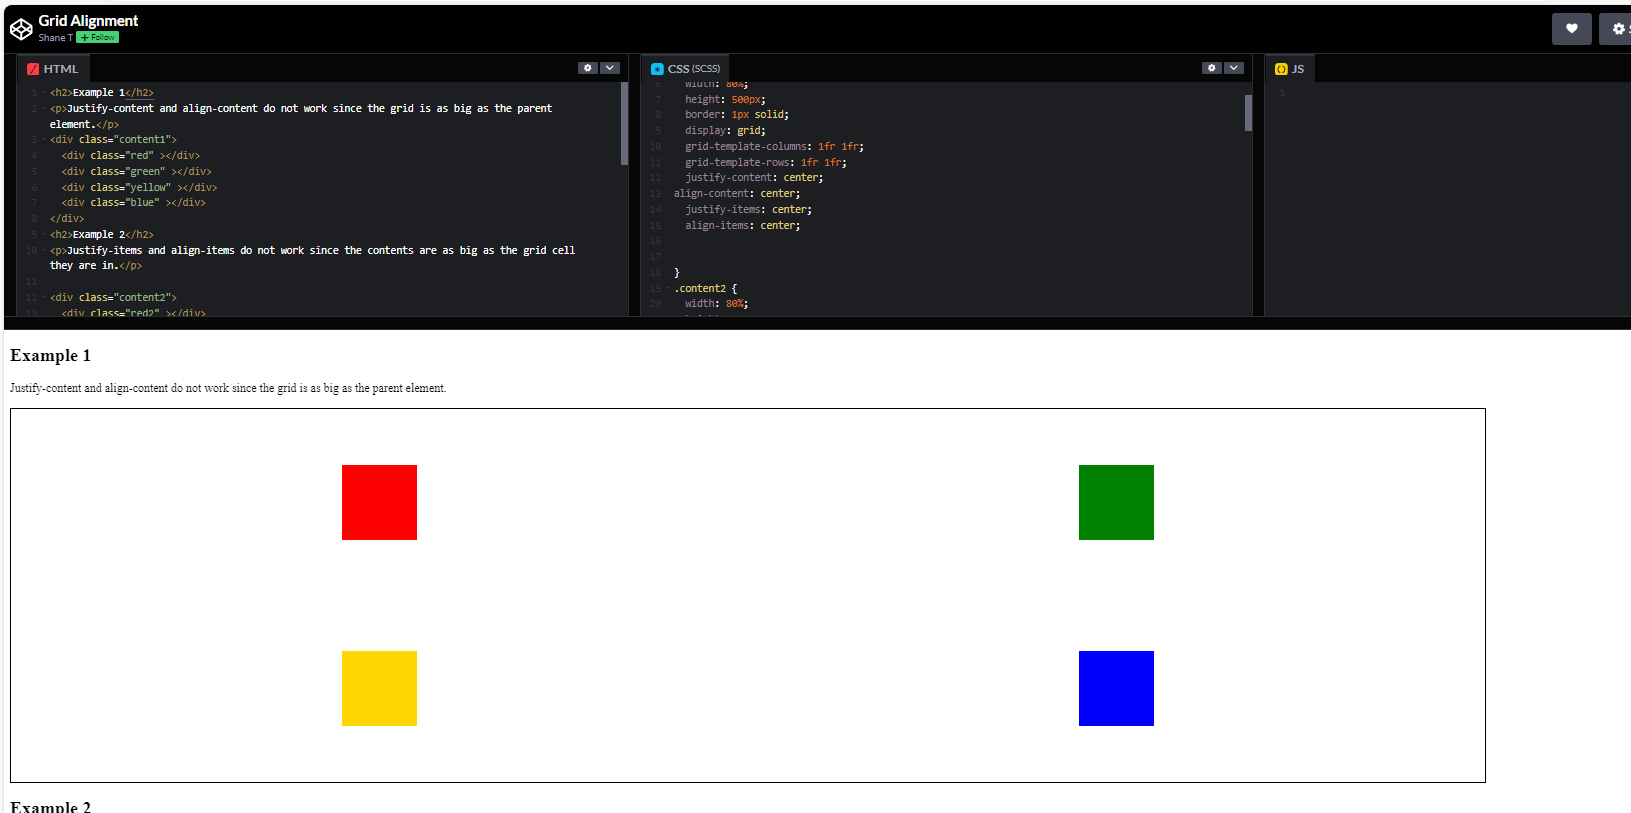 Grid Alignment
Shane T + Follow
HTML
1 <h2>Example 1</h2>
2 <p>Justify-content and align-content do not work since the grid is as big as the parent
element.</p>
3 <div class="content1">
4 <div class="red" ></div>
5 <div class="green" ></div>
6 <div class="yellow" ></div>
7 <div class="blue" ></div>
8 </div>
9 <h2>Example 2</h2>
10 <p>Justify-items and align-items do not work since the contents are as big as the grid cell
they are in.</p>
11
12 <div class="content2">
13 <div class="red2" ></div>
CSS (SCSS)
6 width: 80%;
7 height: 500px;
8 border: 1px solid;
9 display: grid;
10 grid-template-columns: 1fr 1fr;
11 grid-template-rows: 1fr 1fr;
12 justify-content: center;
13 align-content: center;
14 justify-items: center;
15 align-items: center;
16
17
18 }
19 .content2 {
20 width: 80%;
JS
1
Example 1
Justify-content and align-content do not work since the grid is as big as the parent element.
Example 2